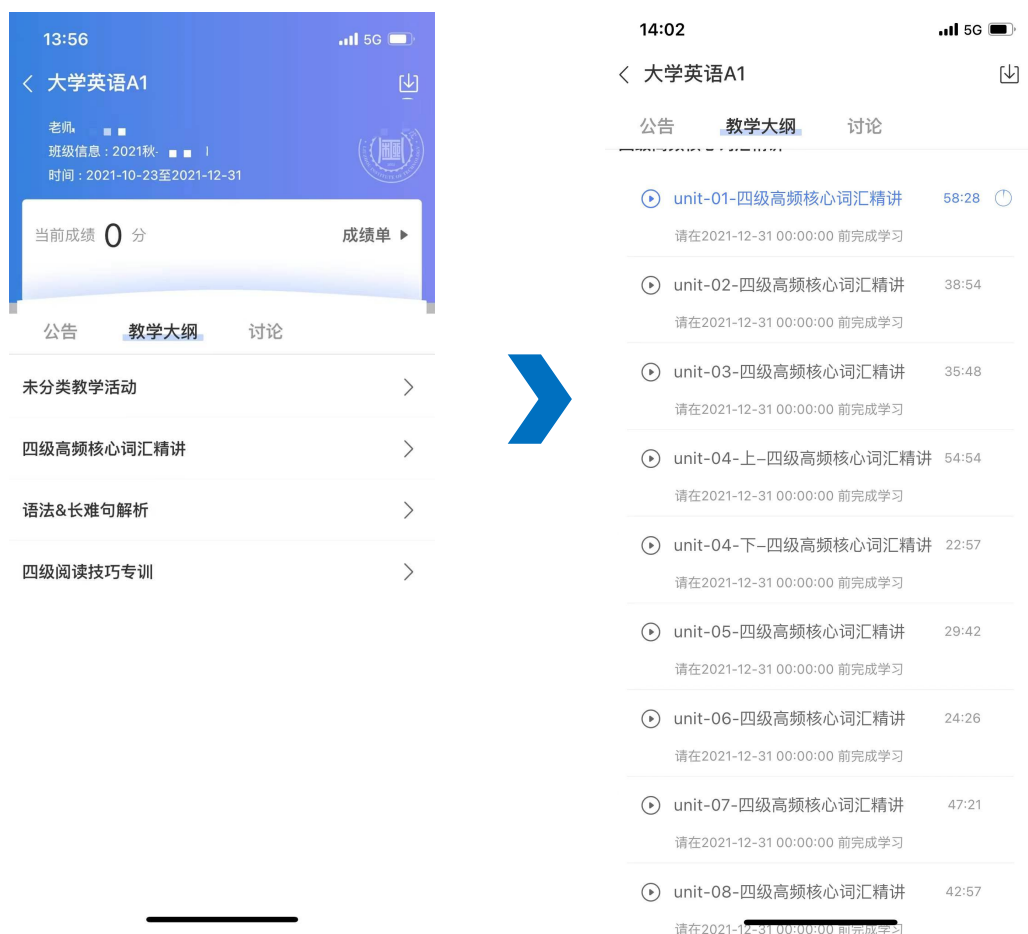 13:56
5G
大学英语A1
老师
班级信息：2021秋-
时间：2021-10-23至2021-12-31
当前成绩 0 分
成绩单
公告 教学大纲 讨论
未分类教学活动
四级高频核心词汇精讲
语法&长难句解析
四级阅读技巧专训
14:02
5G
大学英语A1
公告 教学大纲 讨论
unit-01-四级高频核心词汇精讲 58:28
请在2021-12-31 00:00:00 前完成学习
unit-02-四级高频核心词汇精讲 38:54
请在2021-12-31 00:00:00 前完成学习
unit-03-四级高频核心词汇精讲 35:48
请在2021-12-31 00:00:00 前完成学习
unit-04-上–四级高频核心词汇精讲 54:54
请在2021-12-31 00:00:00 前完成学习
unit-04-下–四级高频核心词汇精讲 22:57
请在2021-12-31 00:00:00 前完成学习
unit-05-四级高频核心词汇精讲 29:42
请在2021-12-31 00:00:00 前完成学习
unit-06-四级高频核心词汇精讲 24:26
请在2021-12-31 00:00:00 前完成学习
unit-07-四级高频核心词汇精讲 47:21
请在2021-12-31 00:00:00 前完成学习
unit-08-四级高频核心词汇精讲 42:57
请在2021-12-31 00:00:00 前完成学习